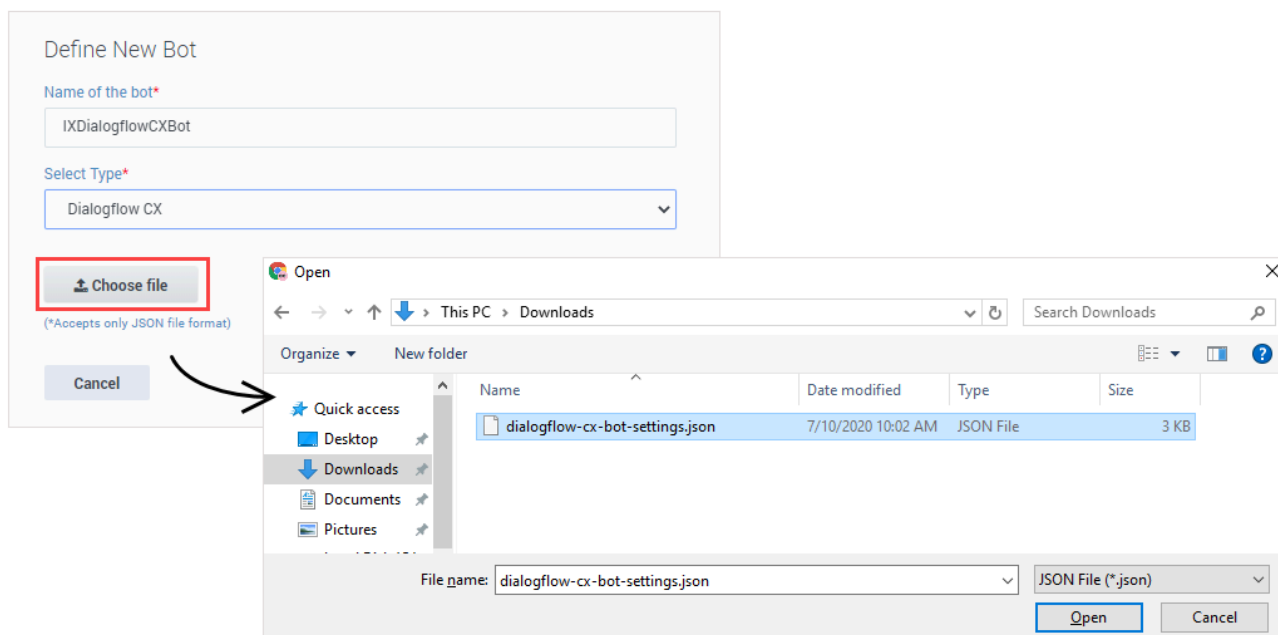 Define New Bot
Name of the bot*
IXDialogflowCXBot
Select Type*
Dialogflow CX
Choose file
(*Accepts only JSON file format)
Cancel
Open
This PC > Downloads
Search Downloads
Organize
New folder
Name Date modified Type Size
Quick access
dialogflow-cx-bot-settings.json 7/10/2020 10:02 AM JSON File 3 KB
Desktop
Downloads
Documents
Pictures
File name: dialogflow-cx-bot-settings.json JSON File (*.json)
Open Cancel